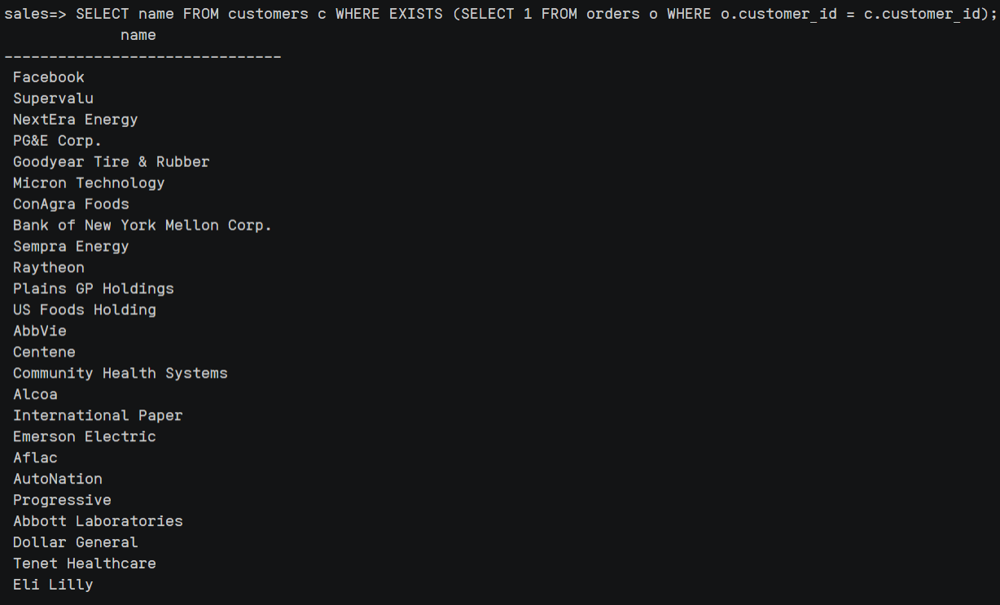 sales=> SELECT name FROM customers c WHERE EXISTS (SELECT 1 FROM orders o WHERE o.customer_id = c.customer_id);
             name
-------------------------------
 Facebook
 Supervalu
 NextEra Energy
 PG&E Corp.
 Goodyear Tire & Rubber
 Micron Technology
 ConAgra Foods
 Bank of New York Mellon Corp.
 Sempra Energy
 Raytheon
 Plains GP Holdings
 US Foods Holding
 AbbVie
 Centene
 Community Health Systems
 Alcoa
 International Paper
 Emerson Electric
 Aflac
 AutoNation
 Progressive
 Abbott Laboratories
 Dollar General
 Tenet Healthcare
 Eli Lilly